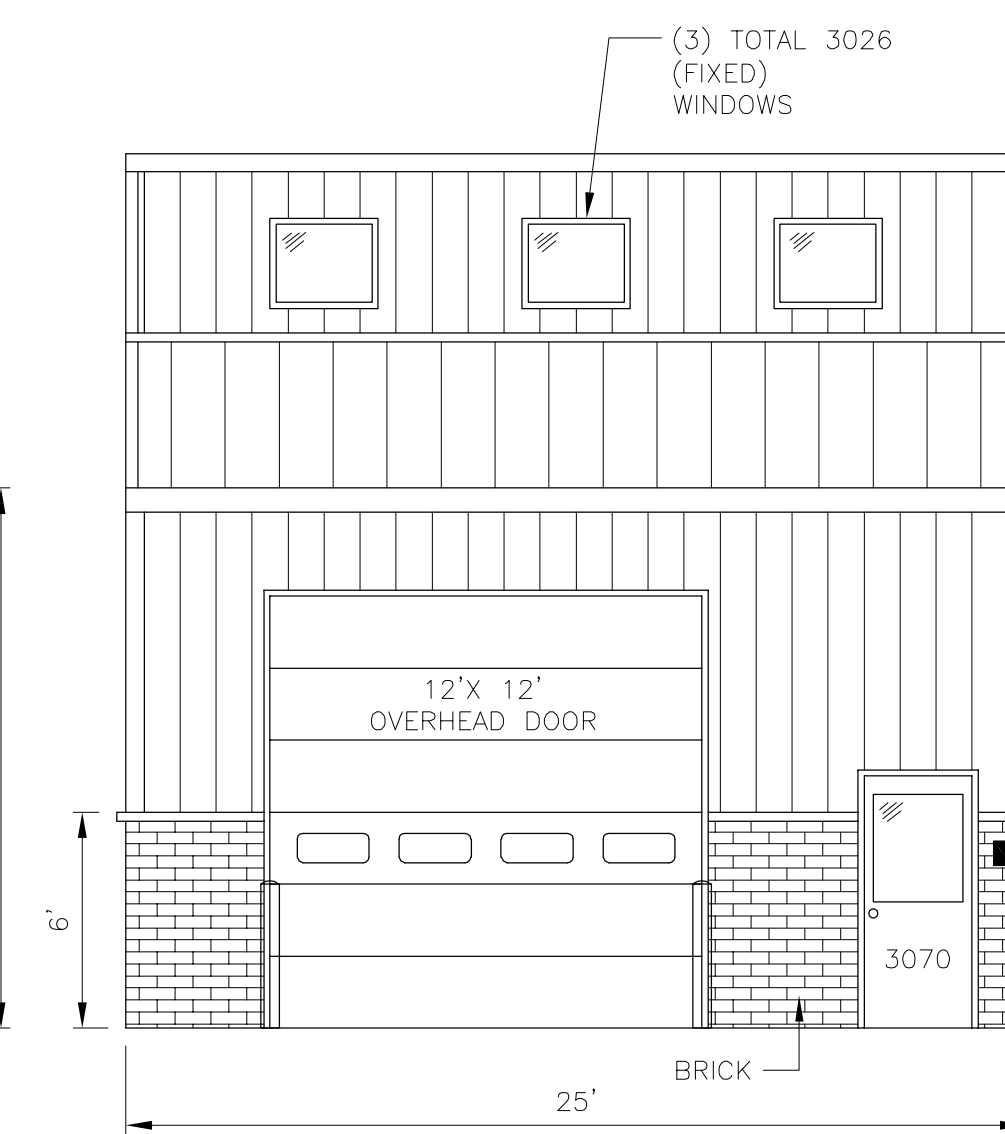 (3) TOTAL 3026
(FIXED)
WINDOWS
12'X 12'
OVERHEAD DOOR
6'
3070
BRICK
25'